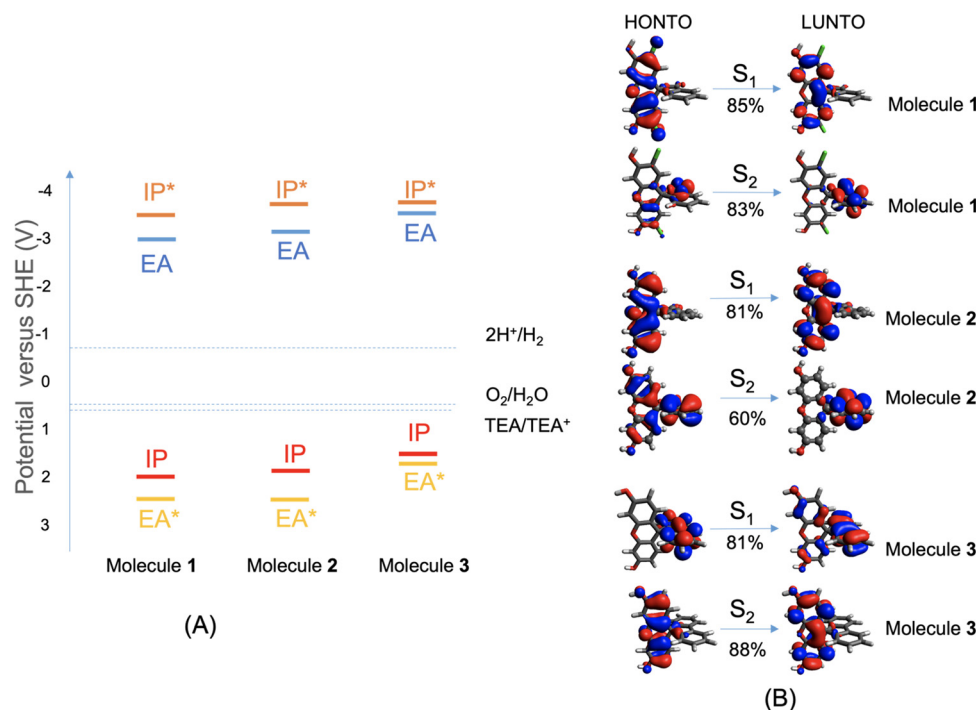 Potential versus SHE (V)
-4
-3
-2
-1
0
1
2
3
IP*
EA
IP
EA*
Molecule 1
IP*
EA
IP
EA*
Molecule 2
IP*
EA
IP
EA*
Molecule 3
2H⁺/H₂
O₂/H₂O
TEA/TEA⁺
(A)
HONTO LUNTO
S₁
85%
Molecule 1
S₂
83%
Molecule 1
S₁
81%
Molecule 2
S₂
60%
Molecule 2
S₁
81%
Molecule 3
S₂
88%
Molecule 3
(B)